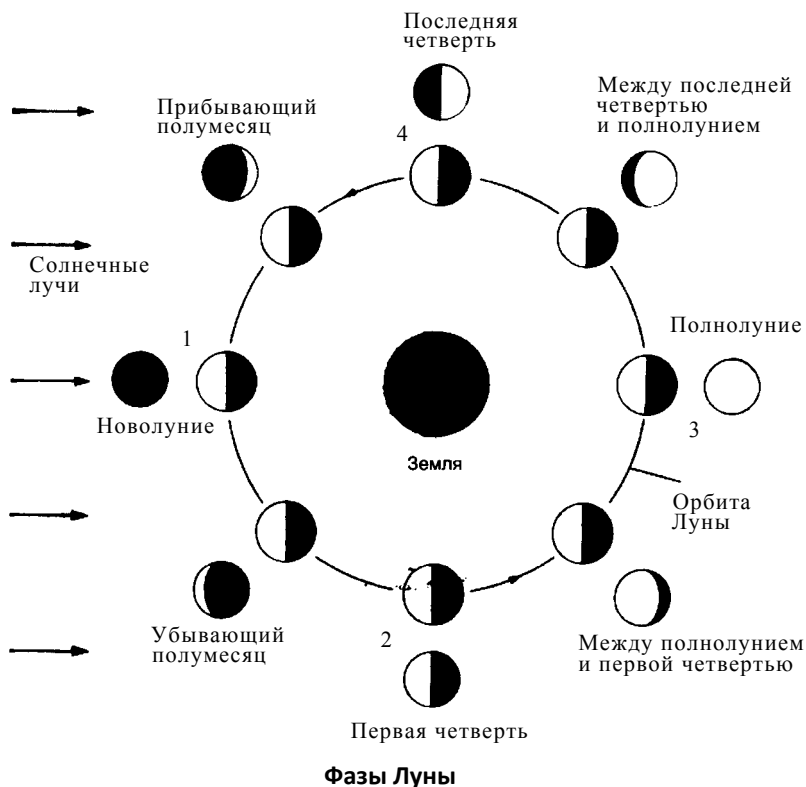 Последняя
четверть
Прибывающий
полумесяц
4
Между последней
четвертью
и полнолунием
Солнечные
лучи
1
Новолуние
Земля
Полнолуние
3
Орбита
Луны
Убывающий
полумесяц
2
Между полнолунием
и первой четвертью
Первая четверть
Фазы Луны